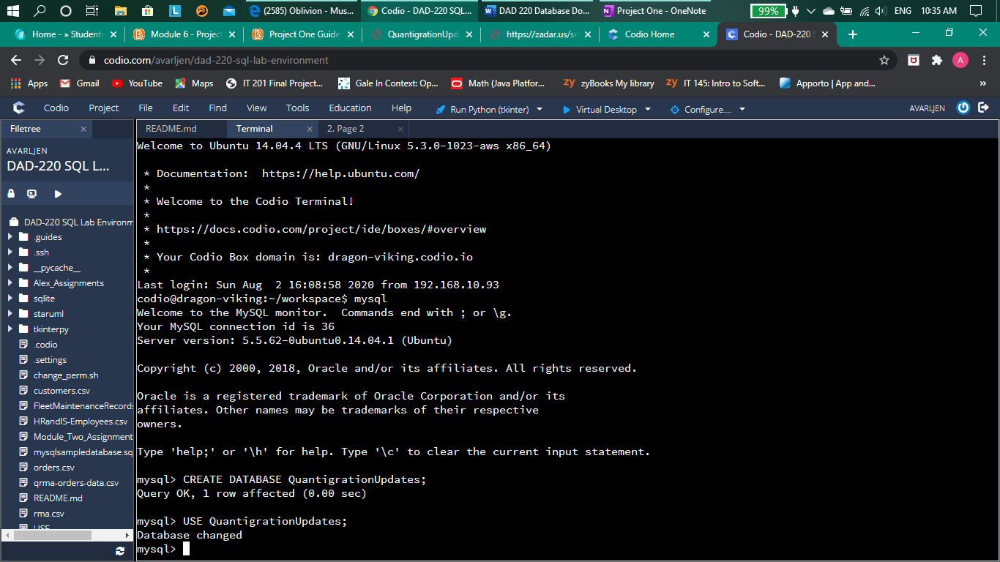 (2585) Oblivion - Mus...
Codio - DAD-220 SQL...
DAD 220 Database Do...
Project One - OneNote
99%
ENG
10:35 AM
Home - » Students
Module 6 - Project
Project One Guide
QuantigrationUpd
https://zadar.us/sn
Codio Home
Codio - DAD-220 S
codio.com/avarljen/dad-220-sql-lab-environment
A
Apps
Gmail
YouTube
Maps
IT 201 Final Project...
Gale In Context: Op...
Math (Java Platfor...
zyBooks My library
IT 145: Intro to Soft...
Apporto | App and...
»
Codio
Project
File
Edit
Find
View
Tools
Education
Help
Run Python (tkinter)
Virtual Desktop
Configure....
AVARLJEN
Filetree
README.md
Terminal
2. Page 2
AVARLJEN
DAD-220 SQL L...
DAD-220 SQL Lab Environm
.guides
.ssh
__pycache__
Alex_Assignments
sqlite
staruml
tkinterpy
.codio
.settings
change_perm.sh
customers.csv
FleetMaintenanceRecords
HRandIS-Employees.csv
Module_Two_Assignment
mysqlsampledatabase.sq
orders.csv
qrma-orders-data.csv
README.md
rma.csv
USE
Welcome to Ubuntu 14.04.4 LTS (GNU/Linux 5.3.0-1023-aws x86_64)
* Documentation:  https://help.ubuntu.com/
*
* Welcome to the Codio Terminal!
*
* https://docs.codio.com/project/ide/boxes/#overview
*
* Your Codio Box domain is: dragon-viking.codio.io
*
Last login: Sun Aug  2 16:08:58 2020 from 192.168.10.93
codio@dragon-viking:~/workspace$ mysql
Welcome to the MySQL monitor.  Commands end with ; or \g.
Your MySQL connection id is 36
Server version: 5.5.62-0ubuntu0.14.04.1 (Ubuntu)
Copyright (c) 2000, 2018, Oracle and/or its affiliates. All rights reserved.
Oracle is a registered trademark of Oracle Corporation and/or its
affiliates. Other names may be trademarks of their respective
owners.
Type 'help;' or '\h' for help. Type '\c' to clear the current input statement.
mysql> CREATE DATABASE QuantigrationUpdates;
Query OK, 1 row affected (0.00 sec)
mysql> USE QuantigrationUpdates;
Database changed
mysql>